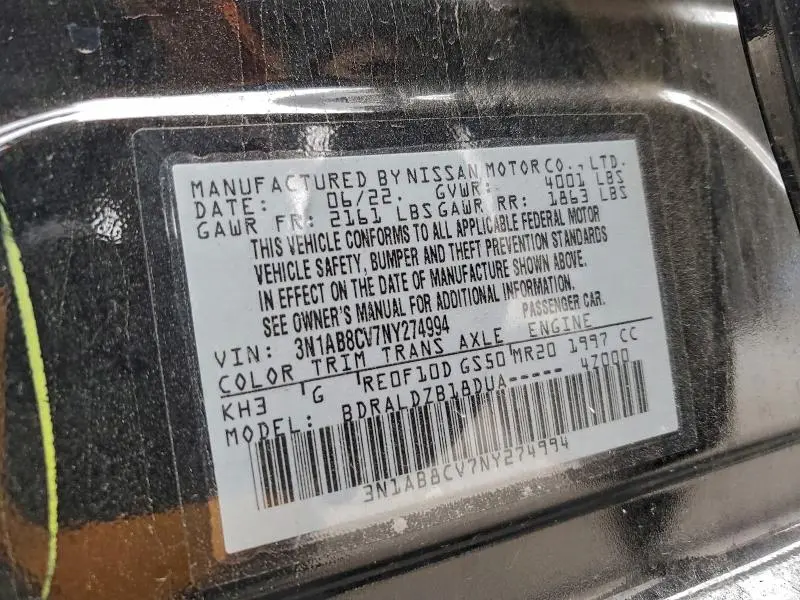 MANUFACTURED BY NISSAN MOTOR CO., LTD.
DATE: 06/22. GVWR: 4001 LBS
GAWR FR: 2161 LBS GAWR RR: 1863 LBS
THIS VEHICLE CONFORMS TO ALL APPLICABLE FEDERAL MOTOR
VEHICLE SAFETY, BUMPER AND THEFT PREVENTION STANDARDS
IN EFFECT ON THE DATE OF MANUFACTURE SHOWN ABOVE.
SEE OWNER'S MANUAL FOR ADDITIONAL INFORMATION.
VIN: 3N1AB8CV7NY274994 PASSENGER CAR.
COLOR TRIM TRANS AXLE ENGINE
KH3 G RE0F10D GS50 MR20 1997 CC
MODEL: BDRALDZB18DUA----- 4Z090
3N1AB8CV7NY274994